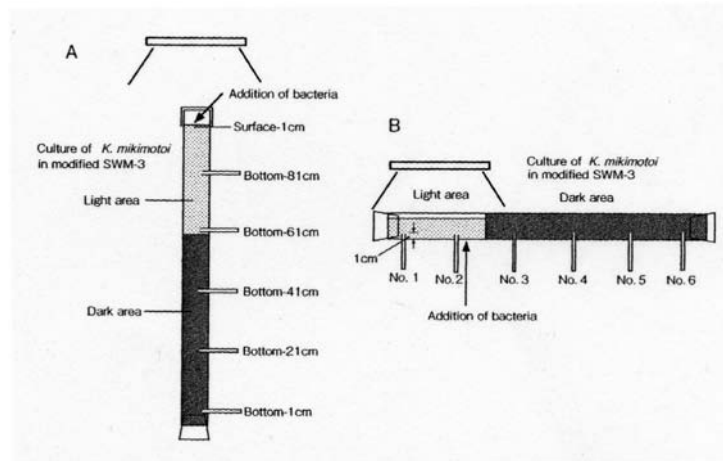 A
Addition of bacteria
Surface-1cm
Culture of K. mikimotoi
in modified SWM-3
Bottom-81cm
Light area
Bottom-61cm
Bottom-41cm
Dark area
Bottom-21cm
Bottom-1cm
B
Culture of K. mikimotoi
in modified SWM-3
Light area
Dark area
1cm
No. 1
No.2
No. 3
No. 4
No. 5
No. 6
Addition of bacteria